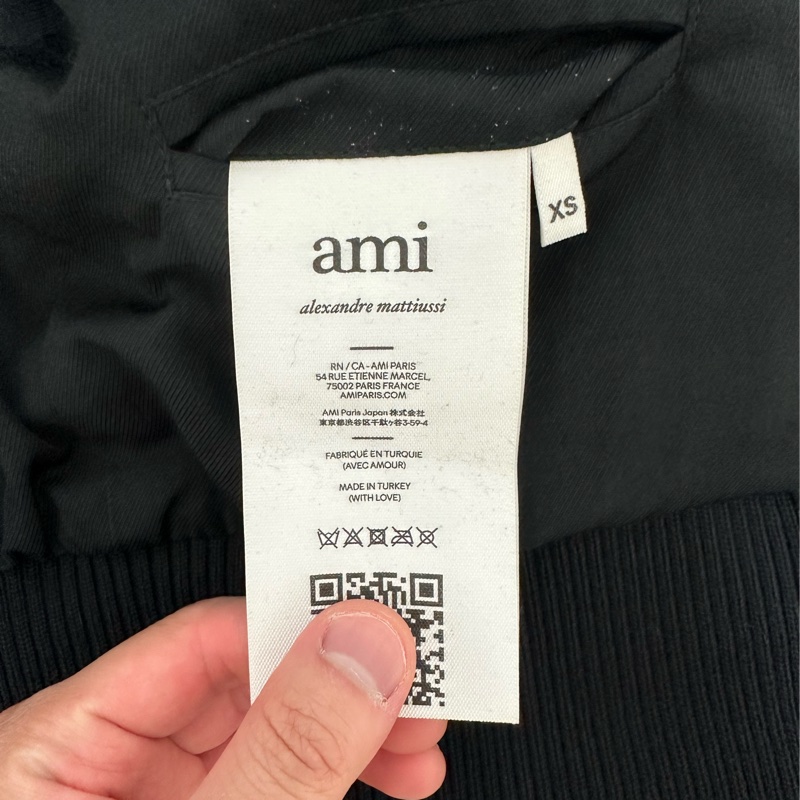 ami
alexandre mattiussi
RN / CA - AMI PARIS
54 RUE ETIENNE MARCEL,
75002 PARIS FRANCE
AMIPARIS.COM
AMI Paris Japan 株式会社
東京都渋谷区千駄ヶ谷3-59-4
FABRIQUÉ EN TURQUIE
(AVEC AMOUR)
MADE IN TURKEY
(WITH LOVE)
XS